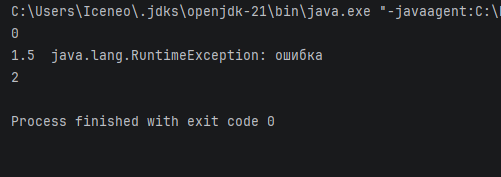 C:\Users\Iceneo\.jdks\openjdk-21\bin\java.exe "-javaagent:C:\
0
1.5  java.lang.RuntimeException: ошибка
2
Process finished with exit code 0